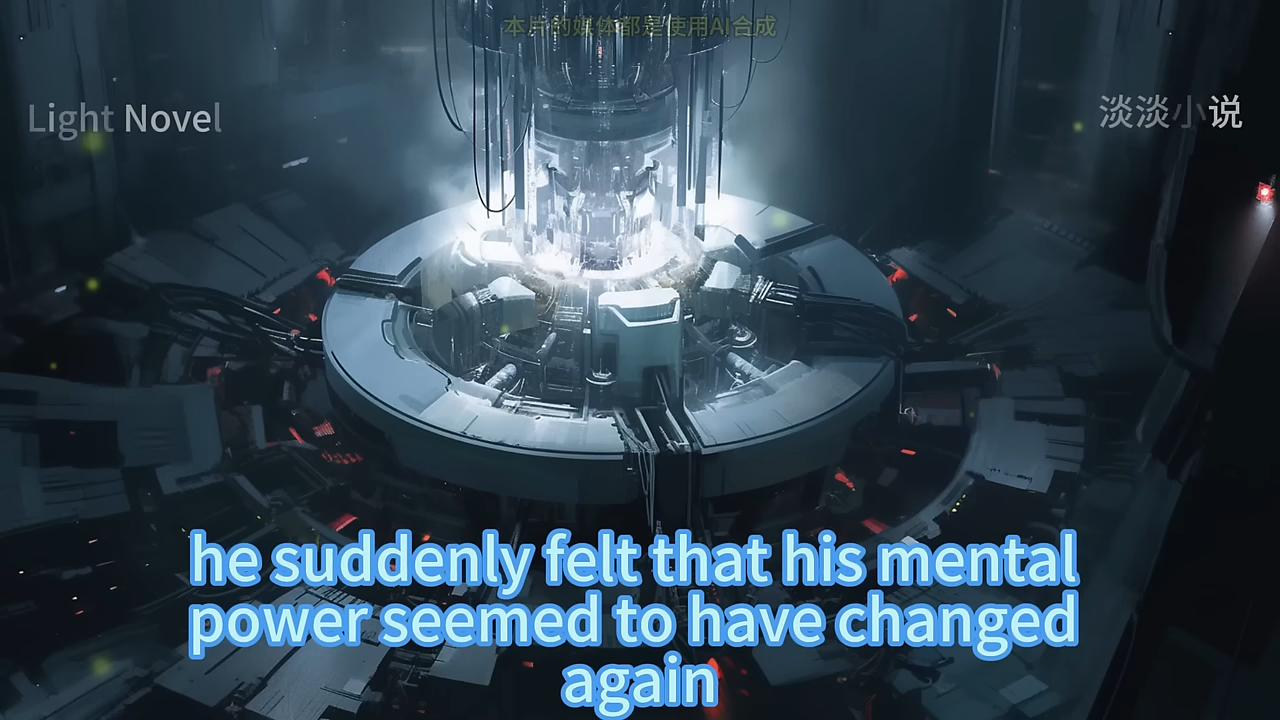 本片的媒体都是使用AI合成
Light Novel
淡淡小说
he suddenly felt that his mental
power seemed to have changed
again